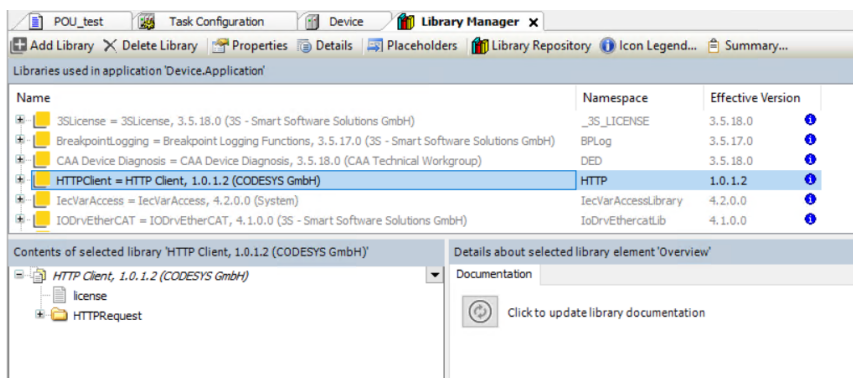 POU_test Task Configuration Device Library Manager
Add Library Delete Library Properties Details Placeholders Library Repository Icon Legend... Summary...
Libraries used in application 'Device.Application'
Name Namespace Effective Version
3SLicense = 3SLicense, 3.5.18.0 (3S - Smart Software Solutions GmbH) _3S_LICENSE 3.5.18.0
BreakpointLogging = Breakpoint Logging Functions, 3.5.17.0 (3S - Smart Software Solutions GmbH) BPLog 3.5.17.0
CAA Device Diagnosis = CAA Device Diagnosis, 3.5.18.0 (CAA Technical Workgroup) DED 3.5.18.0
HTTPClient = HTTP Client, 1.0.1.2 (CODESYS GmbH) HTTP 1.0.1.2
IecVarAccess = IecVarAccess, 4.2.0.0 (System) IecVarAccessLibrary 4.2.0.0
IODrvEtherCAT = IODrvEtherCAT, 4.1.0.0 (3S - Smart Software Solutions GmbH) IoDrvEthercatLib 4.1.0.0
Contents of selected library 'HTTP Client, 1.0.1.2 (CODESYS GmbH)'
HTTP Client, 1.0.1.2 (CODESYS GmbH)
license
HTTPRequest
Details about selected library element 'Overview'
Documentation
Click to update library documentation